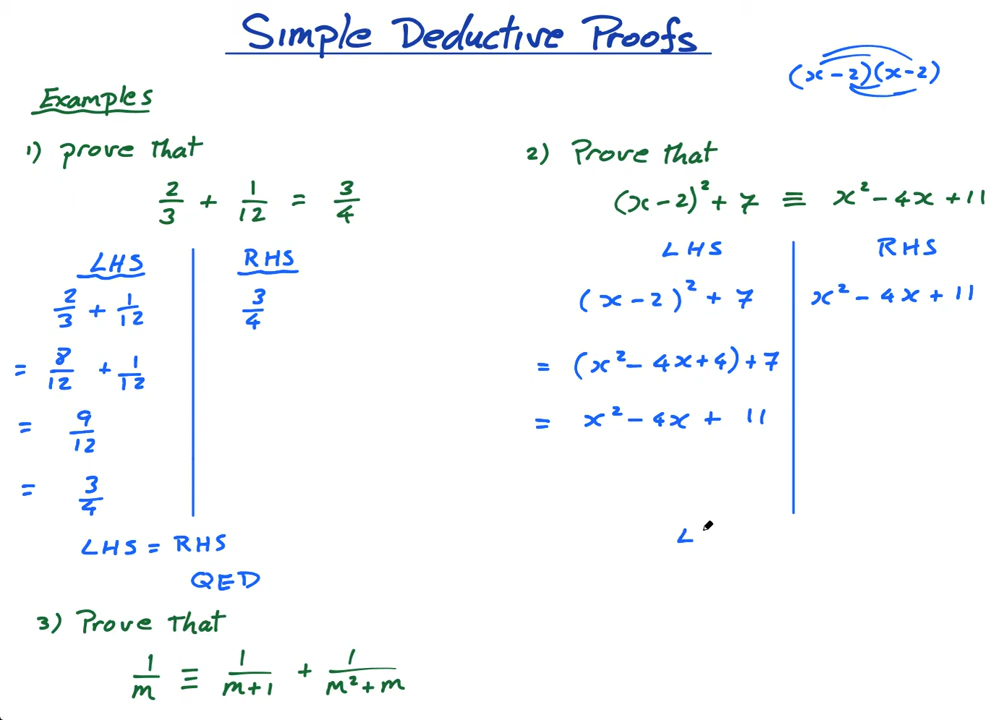 Simple Deductive Proofs
(x-2)(x-2)
Examples
1) prove that
2/3 + 1/12 = 3/4
LHS RHS
2/3 + 1/12 3/4
= 8/12 + 1/12
= 9/12
= 3/4
LHS = RHS
QED
2) Prove that
(x-2)² + 7 ≡ x² - 4x + 11
LHS RHS
(x-2)² + 7 x² - 4x + 11
= (x² - 4x + 4) + 7
= x² - 4x + 11
L
3) Prove that
1/m ≡ 1/(m+1) + 1/(m²+m)